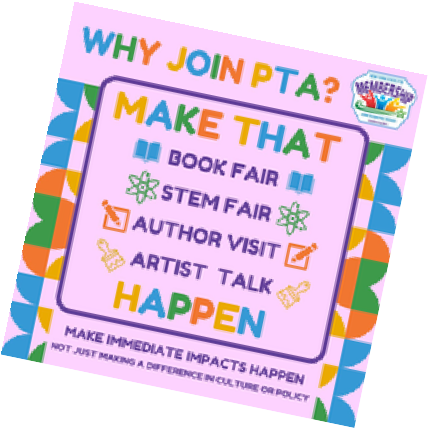 WHY JOIN PTA?
MEMBERSHIP
MAKE THAT
BOOK FAIR
STEM FAIR
AUTHOR VISIT
ARTIST TALK
HAPPEN
MAKE IMMEDIATE IMPACTS HAPPEN
NOT JUST MAKING A DIFFERENCE IN CULTURE OR POLICY